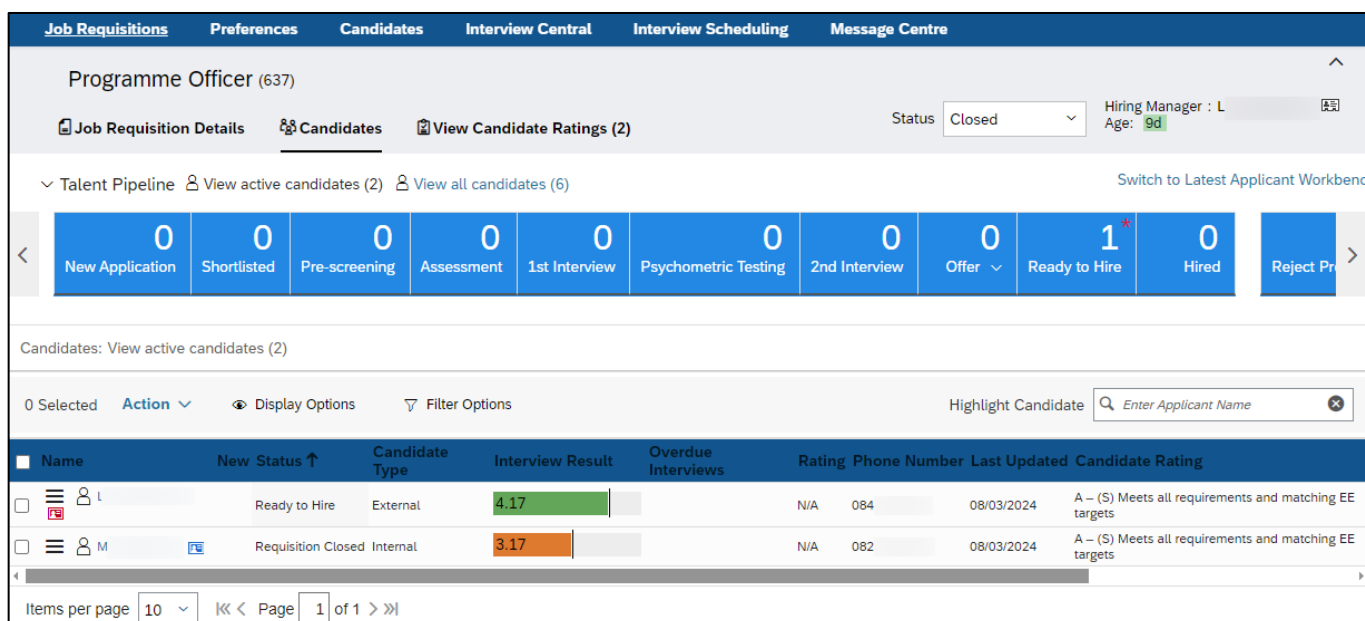 Job Requisitions Preferences Candidates Interview Central Interview Scheduling Message Centre
Programme Officer (637)
Job Requisition Details Candidates View Candidate Ratings (2) Status Closed Hiring Manager : L
Age: 9d
Talent Pipeline View active candidates (2) View all candidates (6) Switch to Latest Applicant Workbenc
0 0 0 0 0 0 0 0 1* 0
New Application Shortlisted Pre-screening Assessment 1st Interview Psychometric Testing 2nd Interview Offer Ready to Hire Hired Reject Pr
Candidates: View active candidates (2)
0 Selected Action Display Options Filter Options Highlight Candidate Enter Applicant Name
Name New Status ↑ Candidate Type Interview Result Overdue Interviews Rating Phone Number Last Updated Candidate Rating
L Ready to Hire External 4.17 N/A 084 08/03/2024 A – (S) Meets all requirements and matching EE targets
M Requisition Closed Internal 3.17 N/A 082 08/03/2024 A – (S) Meets all requirements and matching EE targets
Items per page 10 Page 1 of 1